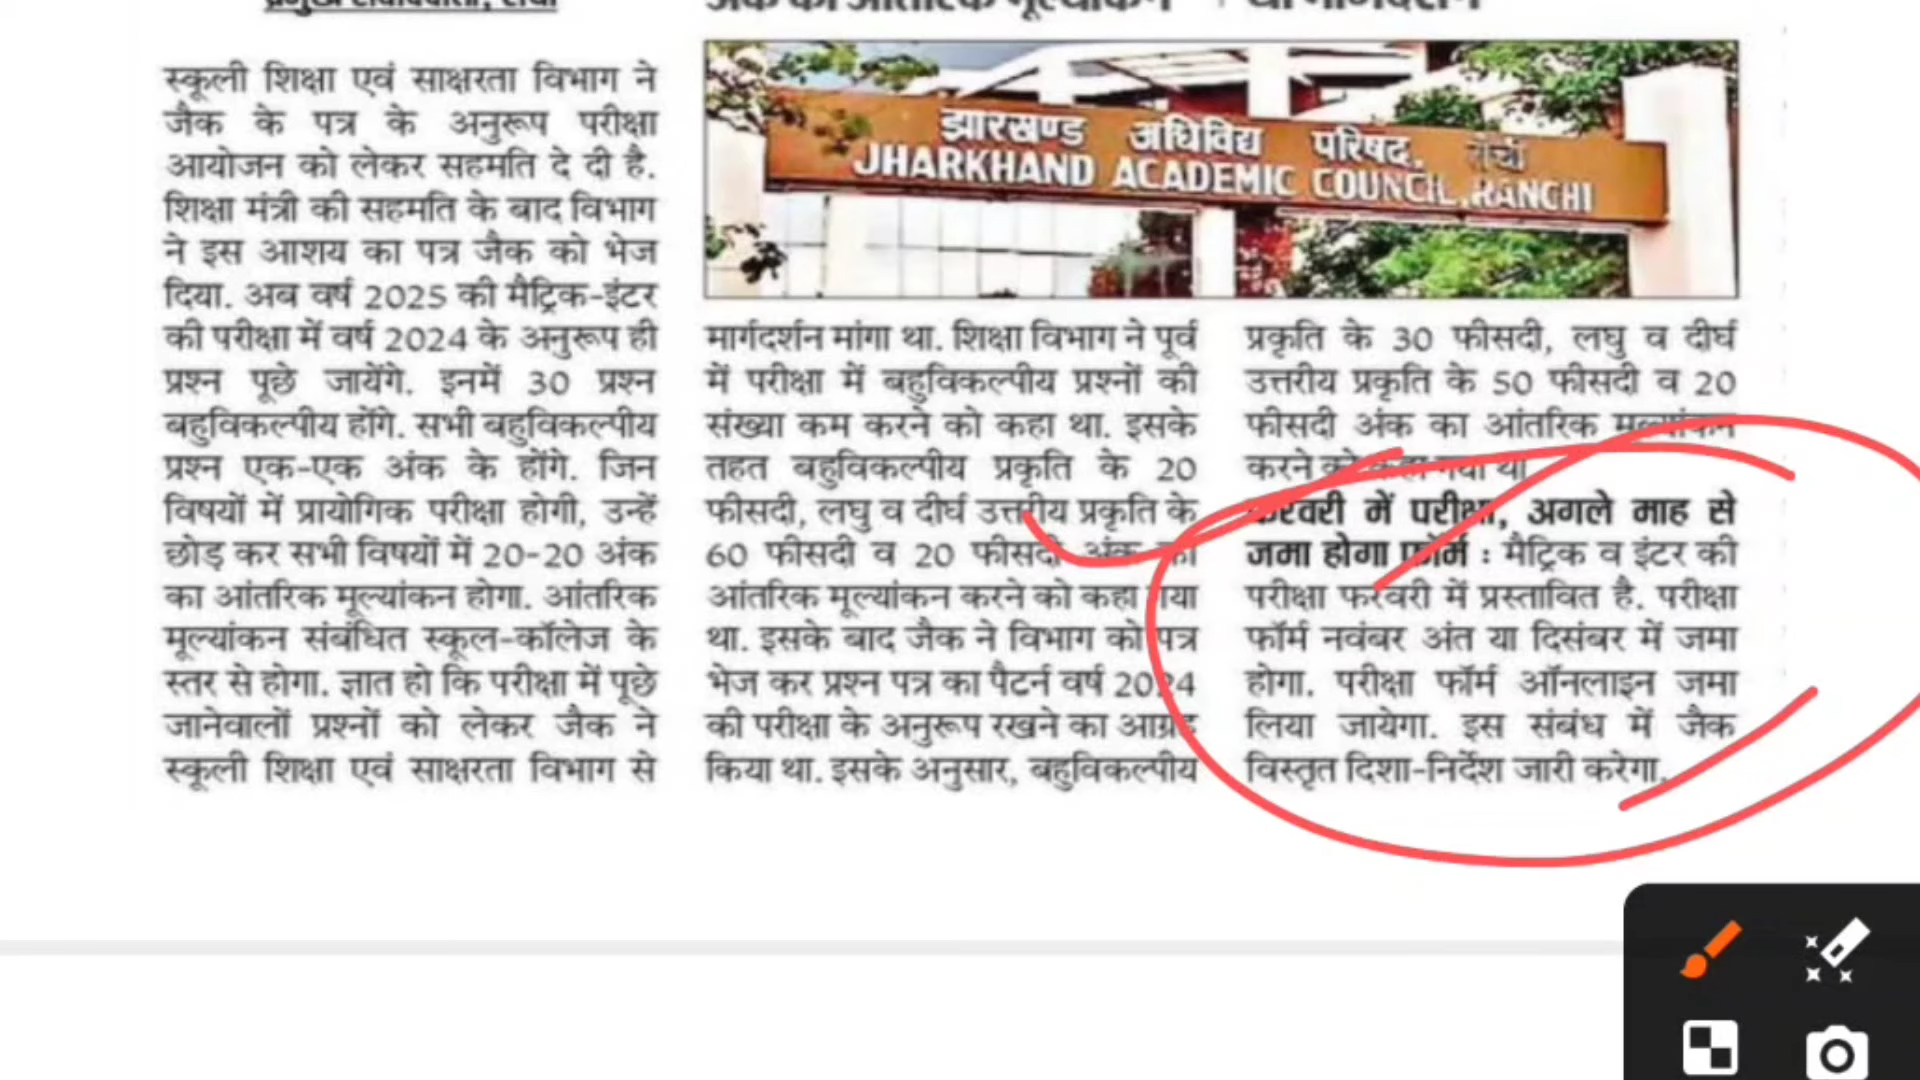 स्कूली शिक्षा एवं साक्षरता विभाग ने
जैक के पत्र के अनुरूप परीक्षा
आयोजन को लेकर सहमति दे दी है.
शिक्षा मंत्री की सहमति के बाद विभाग
ने इस आशय का पत्र जैक को भेज
दिया. अब वर्ष 2025 की मैट्रिक-इंटर
की परीक्षा में वर्ष 2024 के अनुरूप ही
प्रश्न पूछे जायेंगे. इनमें 30 प्रश्न
बहुविकल्पीय होंगे. सभी बहुविकल्पीय
प्रश्न एक-एक अंक के होंगे. जिन
विषयों में प्रायोगिक परीक्षा होगी, उन्हें
छोड़ कर सभी विषयों में 20-20 अंक
का आंतरिक मूल्यांकन होगा. आंतरिक
मूल्यांकन संबंधित स्कूल-कॉलेज के
स्तर से होगा. ज्ञात हो कि परीक्षा में पूछे
जानेवालों प्रश्नों को लेकर जैक ने
स्कूली शिक्षा एवं साक्षरता विभाग से
झारखण्ड अधिविद्य परिषद, राँची
JHARKHAND ACADEMIC COUNCIL,RANCHI
मार्गदर्शन मांगा था. शिक्षा विभाग ने पूर्व
में परीक्षा में बहुविकल्पीय प्रश्नों की
संख्या कम करने को कहा था. इसके
तहत बहुविकल्पीय प्रकृति के 20
फीसदी, लघु व दीर्घ उत्तरीय प्रकृति के
60 फीसदी व 20 फीसदी अंक का
आंतरिक मूल्यांकन करने को कहा गया
था. इसके बाद जैक ने विभाग को पत्र
भेज कर प्रश्न पत्र का पैटर्न वर्ष 2024
की परीक्षा के अनुरूप रखने का आग्रह
किया था. इसके अनुसार, बहुविकल्पीय
प्रकृति के 30 फीसदी, लघु व दीर्घ
उत्तरीय प्रकृति के 50 फीसदी व 20
फीसदी अंक का आंतरिक मूल्यांकन
करने को कहा गया था
फरवरी में परीक्षा, अगले माह से
जमा होगा फॉर्म : मैट्रिक व इंटर की
परीक्षा फरवरी में प्रस्तावित है. परीक्षा
फॉर्म नवंबर अंत या दिसंबर में जमा
होगा. परीक्षा फॉर्म ऑनलाइन जमा
लिया जायेगा. इस संबंध में जैक
विस्तृत दिशा-निर्देश जारी करेगा.